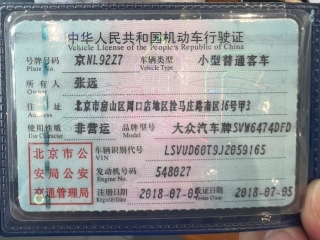 中华人民共和国机动车行驶证
Vehicle License of the People's Republic of China
号牌号码 京NL9Z27 车辆类型 小型普通客车
Plate No. Vehicle Type
所有人 张远
Owner
住址 北京市房山区周口店地区拴马庄路南区16号甲3
Address
使用性质 非营运 品牌型号 大众汽车牌SVW6474DFD
Use Character Model
北京市公 车辆识别代号 LSVUD60T9J2059165
VIN
安局公安 发动机号码 548027
Engine No.
交通管理局 注册日期 2018-07-05 发证日期 2018-07-05
Register Date Issue Date